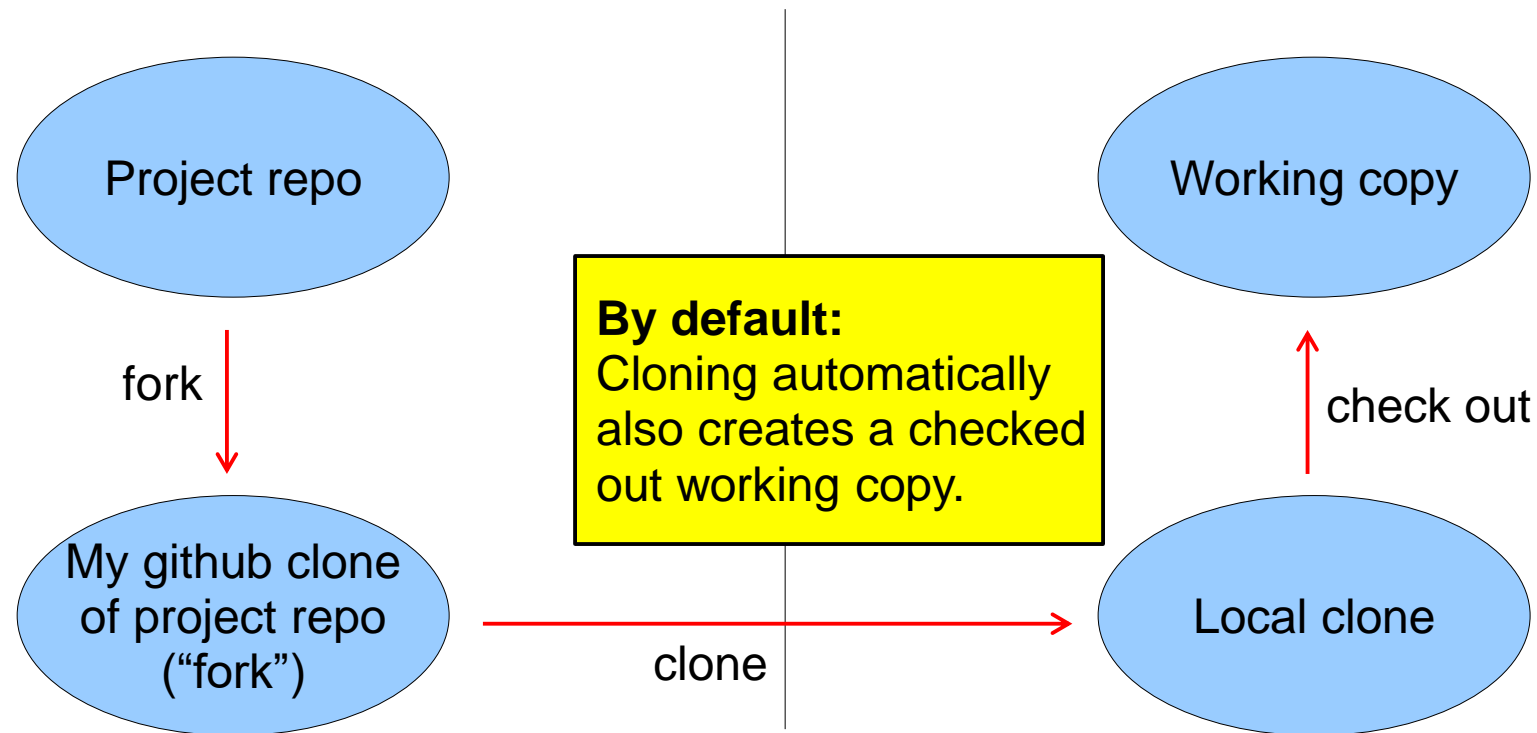 Project repo
Working copy
By default:
Cloning automatically
also creates a checked
out working copy.
fork
check out
My github clone
of project repo
(“fork”)
clone
Local clone